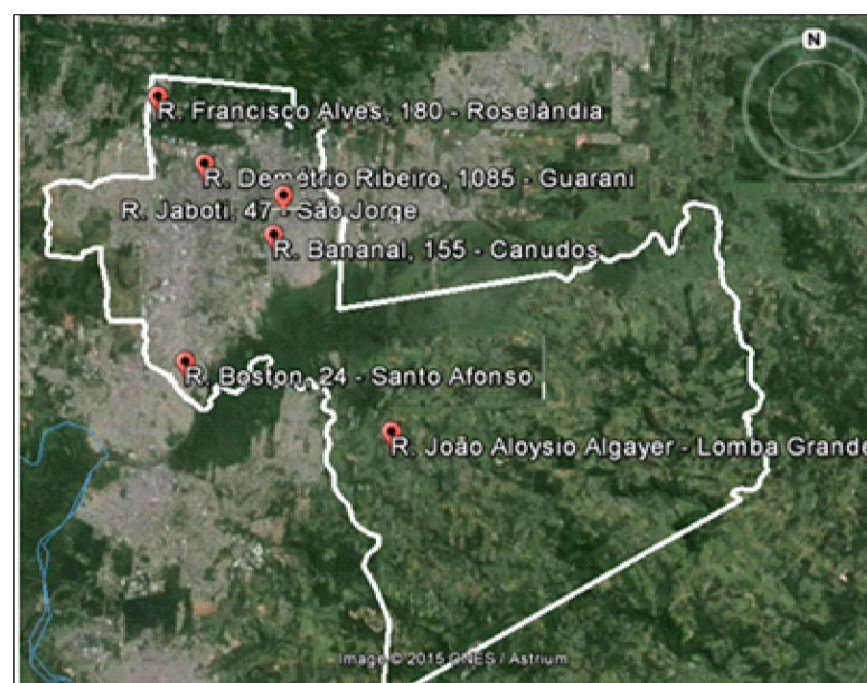 N
R. Francisco Alves, 180 - Roselândia
R. Demétrio Ribeiro, 1085 - Guarani
R. Jaboti, 47 - São Jorge
R. Bananal, 155 - Canudos
R. Boston, 24 - Santo Afonso
R. João Aloysio Algayer - Lomba Grande
Image © 2015 CNES / Astrium